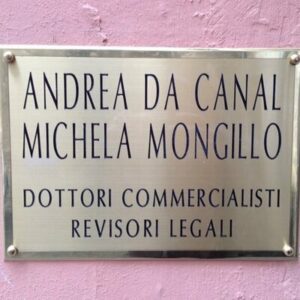 ANDREA DA CANAL
MICHELA MONGILLO
DOTTORI COMMERCIALISTI
REVISORI LEGALI